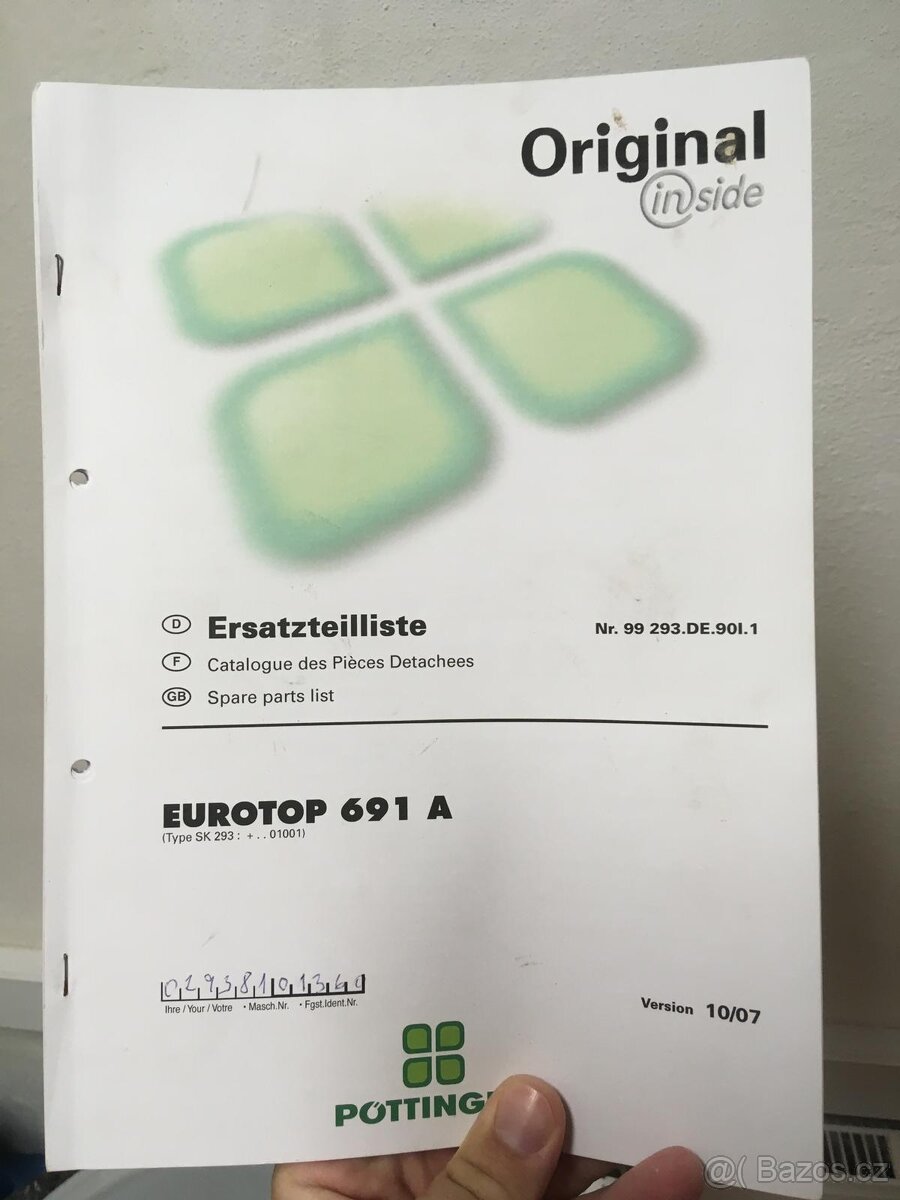 Original
inside
D Ersatzteilliste
Nr. 99 293.DE.90I.1
F Catalogue des Pièces Detachees
GB Spare parts list
EUROTOP 691 A
(Type SK 293 : + . . 01001)
Ihre / Your / Votre • Masch.Nr. • Fgst.Ident.Nr.
Version 10/07
PÖTTING
@( Bazos.cz